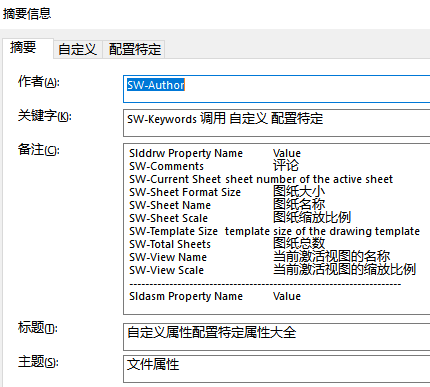 摘要信息
摘要 自定义 配置特定
作者(A): SW-Author
关键字(K): SW-Keywords 调用 自定义 配置特定
备注(C):
Slddrw Property Name Value
SW-Comments 评论
SW-Current Sheet sheet number of the active sheet
SW-Sheet Format Size 图纸大小
SW-Sheet Name 图纸名称
SW-Sheet Scale 图纸缩放比例
SW-Template Size template size of the drawing template
SW-Total Sheets 图纸总数
SW-View Name 当前激活视图的名称
SW-View Scale 当前激活视图的缩放比例
------------------------------------------------------------------
Sldasm Property Name Value
标题(T): 自定义属性配置特定属性大全
主题(S): 文件属性